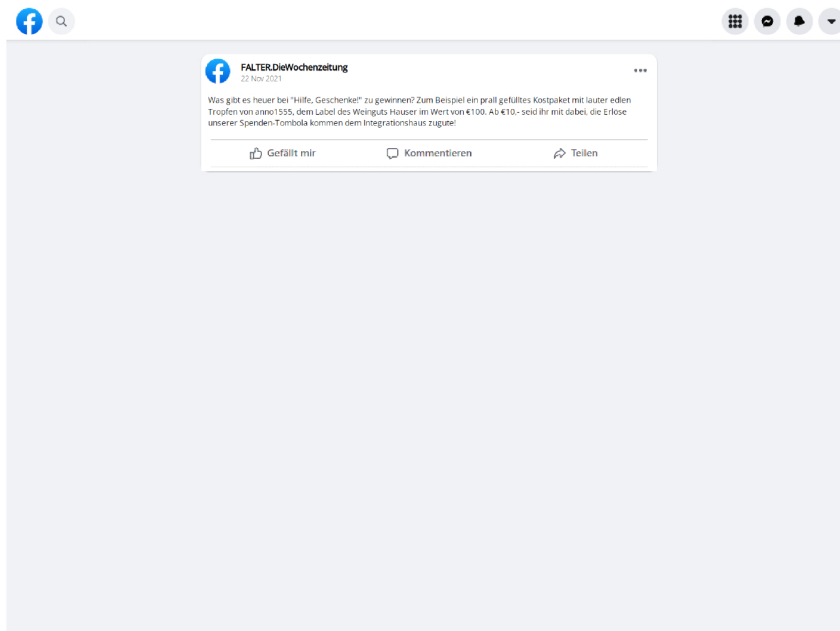 FALTER.DieWochenzeitung
22 Nov 2021
Was gibt es heuer bei "Hilfe, Geschenke!" zu gewinnen? Zum Beispiel ein prall gefülltes Kostpaket mit lauter edlen
Tropfen von anno1555, dem Label des Weinguts Hauser im Wert von €100. Ab €10,- seid ihr mit dabei, die Erlöse
unserer Spenden-Tombola kommen dem Integrationshaus zugute!
Gefällt mir Kommentieren Teilen